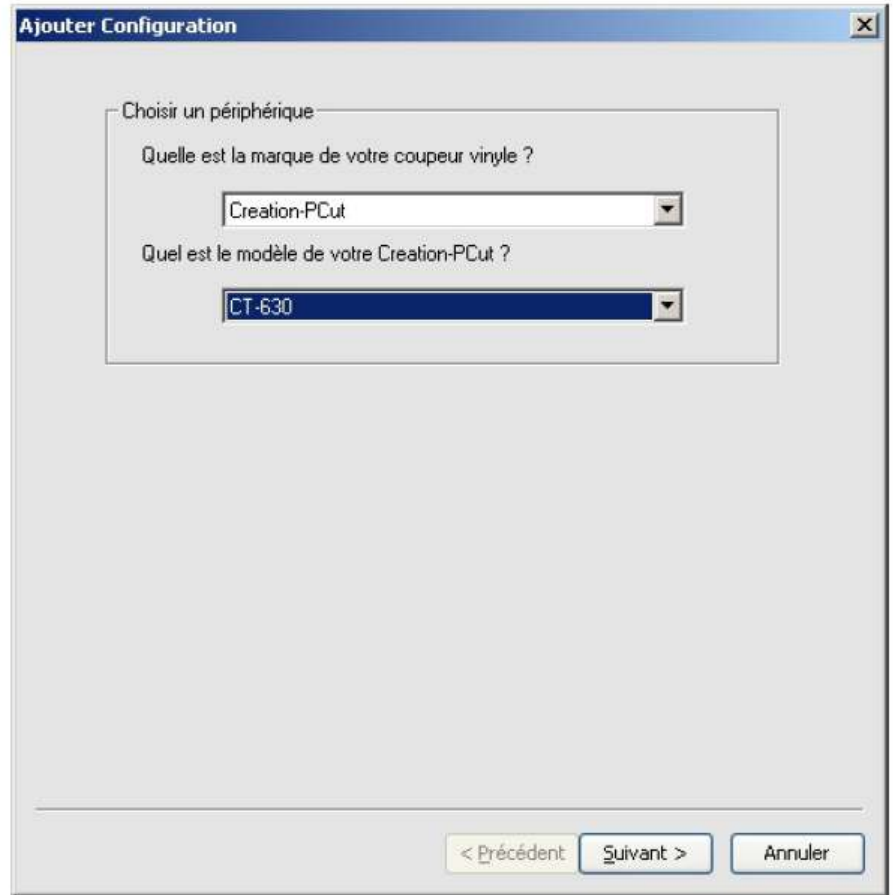 Ajouter Configuration
Choisir un périphérique
Quelle est la marque de votre coupeur vinyle ?
Creation-PCut
Quel est le modèle de votre Creation-PCut ?
CT-630
< Précédent
Suivant >
Annuler